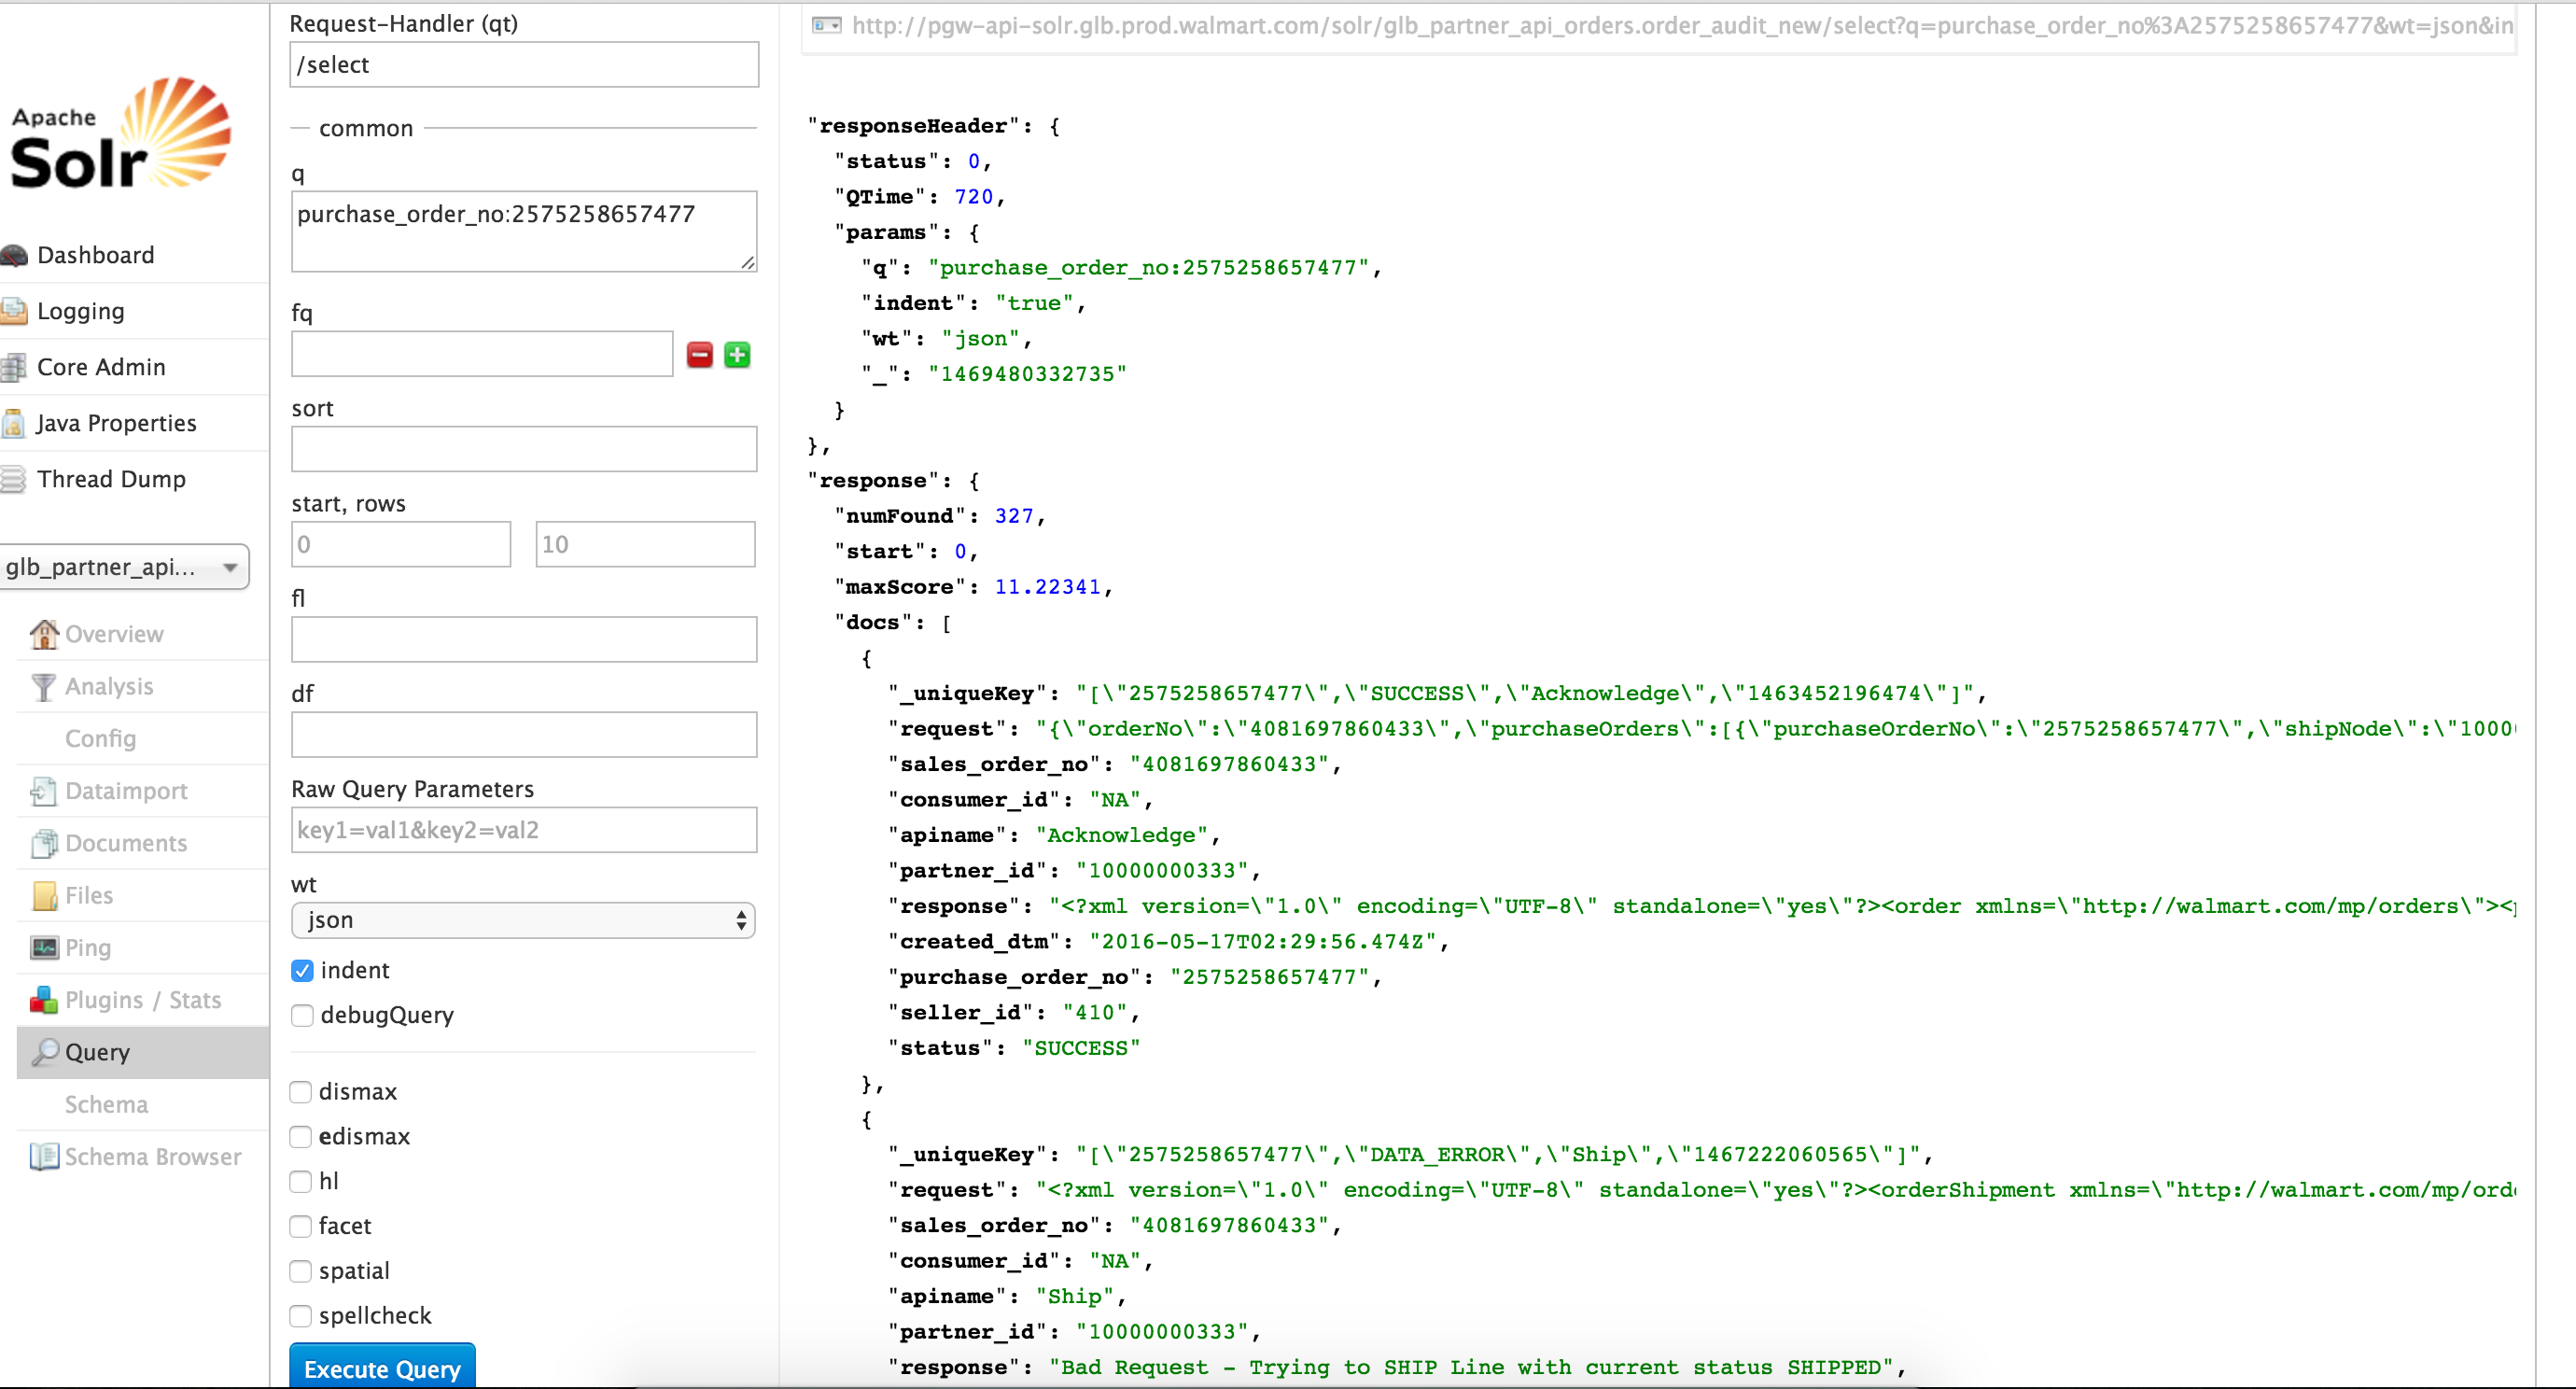 Apache
Solr
Dashboard
Logging
Core Admin
Java Properties
Thread Dump
glb_partner_api...
Overview
Analysis
Config
Dataimport
Documents
Files
Ping
Plugins / Stats
Query
Schema
Schema Browser
Request-Handler (qt)
/select
common
q
purchase_order_no:2575258657477
fq
sort
start, rows
0 10
fl
df
Raw Query Parameters
key1=val1&key2=val2
wt
json
indent
debugQuery
dismax
edismax
hl
facet
spatial
spellcheck
Execute Query
http://pgw-api-solr.glb.prod.walmart.com/solr/glb_partner_api_orders.order_audit_new/select?q=purchase_order_no%3A2575258657477&wt=json&in
"responseHeader": {
"status": 0,
"QTime": 720,
"params": {
"q": "purchase_order_no:2575258657477",
"indent": "true",
"wt": "json",
"_": "1469480332735"
}
},
"response": {
"numFound": 327,
"start": 0,
"maxScore": 11.22341,
"docs": [
{
"_uniqueKey": "[\"2575258657477\",\"SUCCESS\",\"Acknowledge\",\"1463452196474\"]",
"request": "{\"orderNo\":\"4081697860433\",\"purchaseOrders\":[{\"purchaseOrderNo\":\"2575258657477\",\"shipNode\":\"1000
"sales_order_no": "4081697860433",
"consumer_id": "NA",
"apiname": "Acknowledge",
"partner_id": "10000000333",
"response": "<?xml version=\"1.0\" encoding=\"UTF-8\" standalone=\"yes\"?><order xmlns=\"http://walmart.com/mp/orders\"><p
"created_dtm": "2016-05-17T02:29:56.474Z",
"purchase_order_no": "2575258657477",
"seller_id": "410",
"status": "SUCCESS"
},
{
"_uniqueKey": "[\"2575258657477\",\"DATA_ERROR\",\"Ship\",\"1467222060565\"]",
"request": "<?xml version=\"1.0\" encoding=\"UTF-8\" standalone=\"yes\"?><orderShipment xmlns=\"http://walmart.com/mp/orde
"sales_order_no": "4081697860433",
"consumer_id": "NA",
"apiname": "Ship",
"partner_id": "10000000333",
"response": "Bad Request - Trying to SHIP Line with current status SHIPPED",